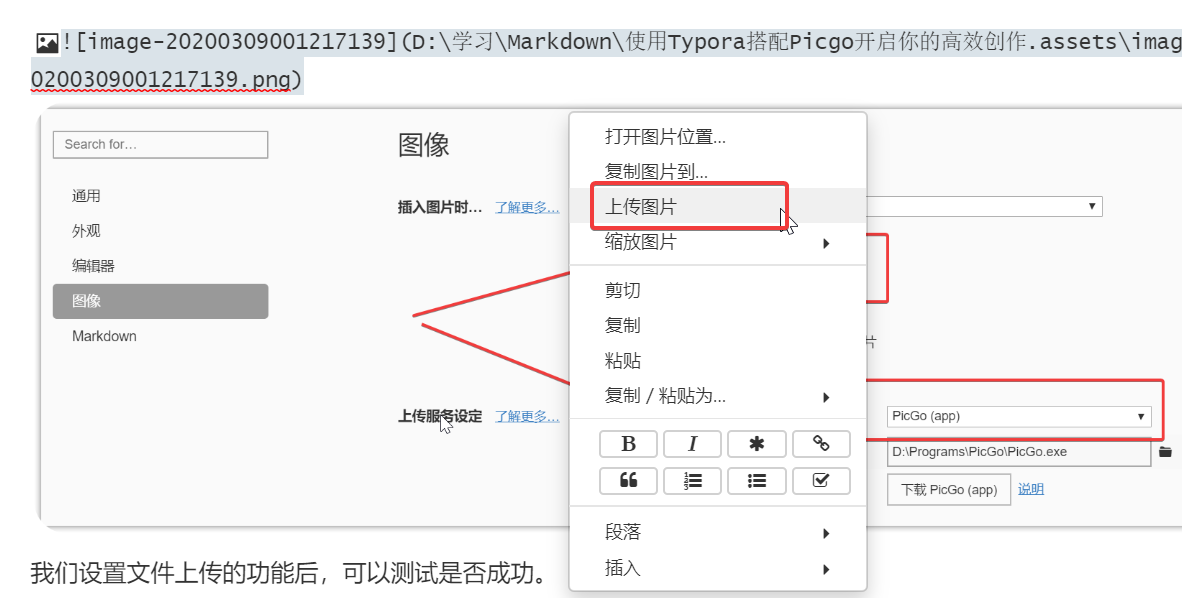 ![image-20200309001217139](D:\学习\Markdown\使用Typora搭配Picgo开启你的高效创作.assets\imag
0200309001217139.png)
Search for...
通用
外观
编辑器
图像
Markdown
图像
插入图片时... 了解更多...
上传服务设定 了解更多...
打开图片位置...
复制图片到...
上传图片
缩放图片
剪切
复制
粘贴
复制 / 粘贴为...
B I
段落
插入
片
PicGo (app)
D:\Programs\PicGo\PicGo.exe
下载 PicGo (app) 说明
我们设置文件上传的功能后，可以测试是否成功。